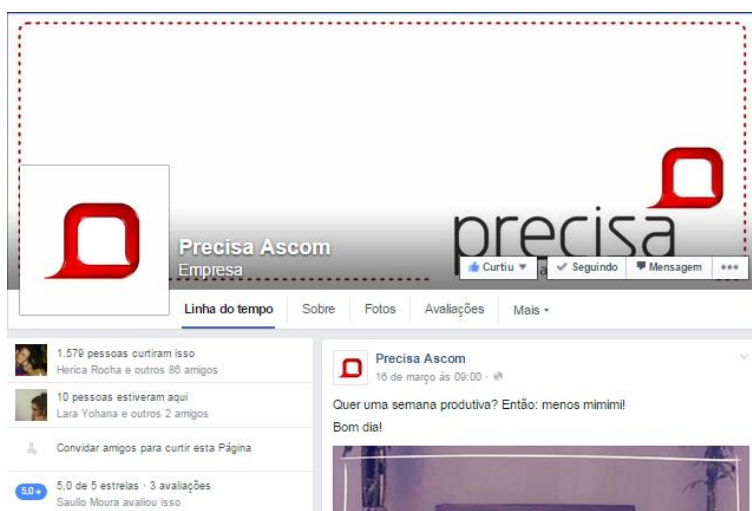 precisa
Precisa Ascom
Empresa
Curtiu
Seguindo
Mensagem
Linha do tempo
Sobre
Fotos
Avaliações
Mais
1.579 pessoas curtiram isso
Herica Rocha e outros 86 amigos
10 pessoas estiveram aqui
Lara Yohana e outros 2 amigos
Convidar amigos para curtir esta Página
5,0
5,0 de 5 estrelas · 3 avaliações
Saullo Moura avaliou isso
Precisa Ascom
16 de março às 09:00 ·
Quer uma semana produtiva? Então: menos mimimi!
Bom dia!